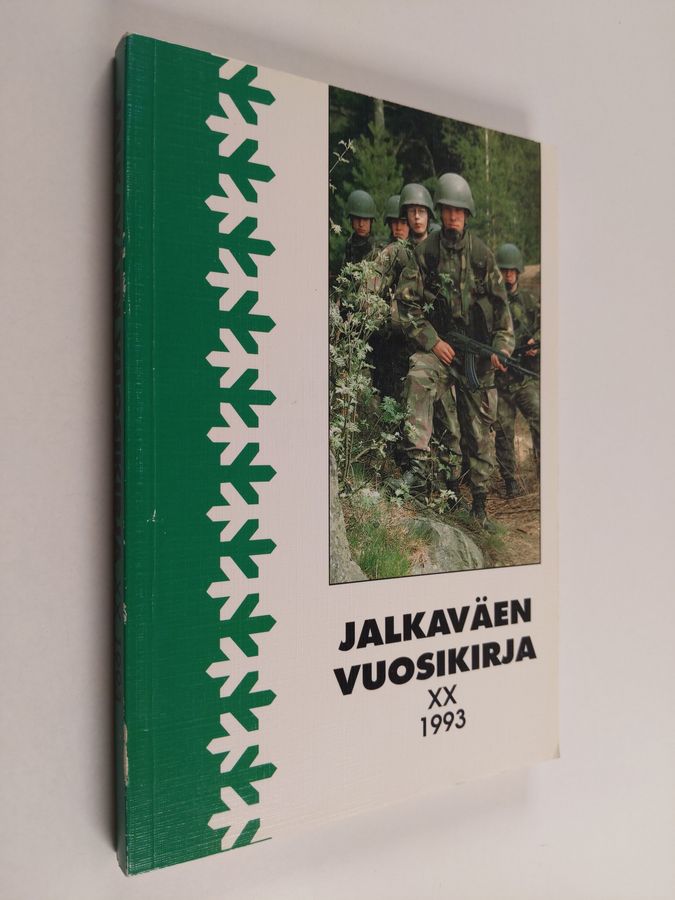 JALKAVÄEN
VUOSIKIRJA
XX
1993